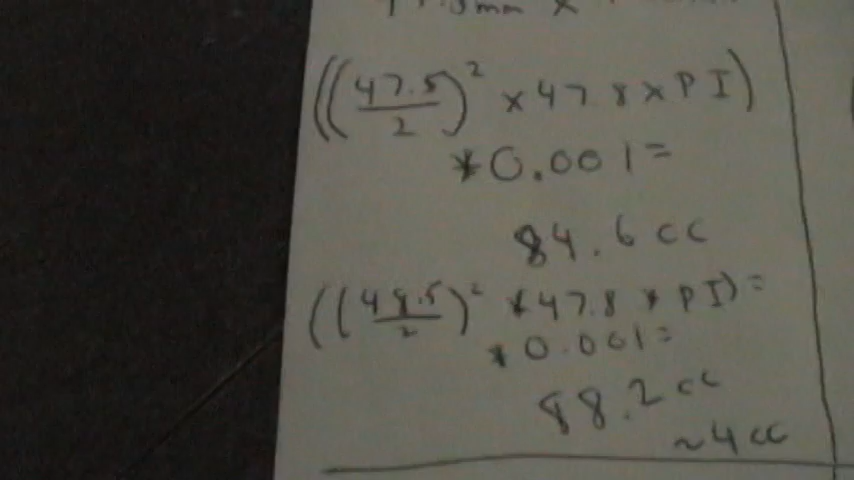 mm x
((47.5/2)² x 47.8 x PI)
*0.001=
84.6 cc
((48.5/2)² * 47.8 * PI)=
*0.001=
88.2 cc
~4 cc